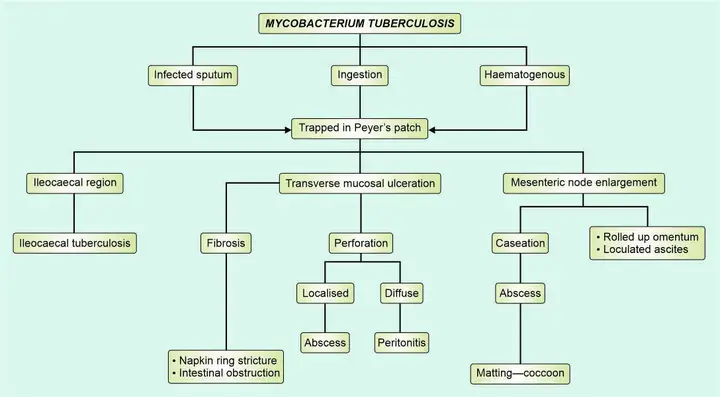 MYCOBACTERIUM TUBERCULOSIS
Infected sputum
Ingestion
Haematogenous
Trapped in Peyer's patch
Ileocaecal region
Transverse mucosal ulceration
Mesenteric node enlargement
Ileocaecal tuberculosis
Fibrosis
Perforation
Caseation
• Rolled up omentum
• Loculated ascites
Localised
Diffuse
Abscess
Abscess
Peritonitis
• Napkin ring stricture
• Intestinal obstruction
Matting—coccoon